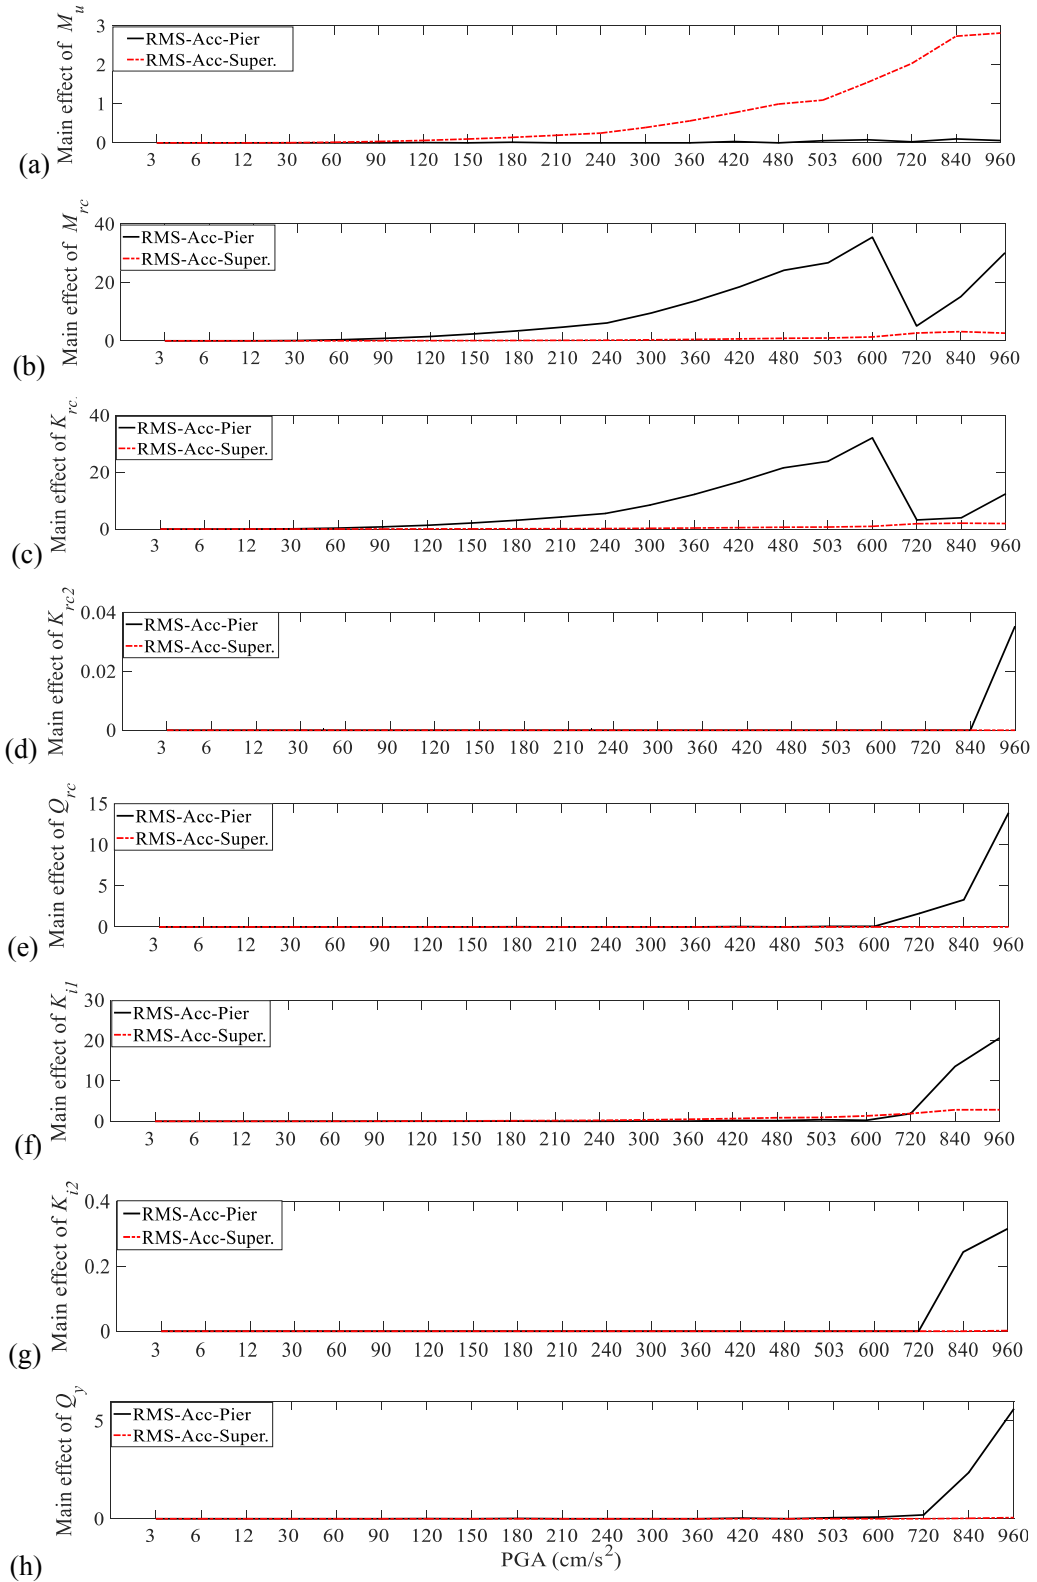 Main effect of M_u
3
2
1
0
RMS-Acc-Pier
RMS-Acc-Super.
3 6 12 30 60 90 120 150 180 210 240 300 360 420 480 503 600 720 840 960
(a)
Main effect of M_rc
40
20
0
RMS-Acc-Pier
RMS-Acc-Super.
3 6 12 30 60 90 120 150 180 210 240 300 360 420 480 503 600 720 840 960
(b)
Main effect of K_rc.
40
20
0
RMS-Acc-Pier
RMS-Acc-Super.
3 6 12 30 60 90 120 150 180 210 240 300 360 420 480 503 600 720 840 960
(c)
Main effect of K_rc2
0.04
0.02
0
RMS-Acc-Pier
RMS-Acc-Super.
3 6 12 30 60 90 120 150 180 210 240 300 360 420 480 503 600 720 840 960
(d)
Main effect of Q_rc
15
10
5
0
RMS-Acc-Pier
RMS-Acc-Super.
3 6 12 30 60 90 120 150 180 210 240 300 360 420 480 503 600 720 840 960
(e)
Main effect of K_i1
30
20
10
0
RMS-Acc-Pier
RMS-Acc-Super.
3 6 12 30 60 90 120 150 180 210 240 300 360 420 480 503 600 720 840 960
(f)
Main effect of K_i2
0.4
0.2
0
RMS-Acc-Pier
RMS-Acc-Super.
3 6 12 30 60 90 120 150 180 210 240 300 360 420 480 503 600 720 840 960
(g)
Main effect of Q_y
5
0
RMS-Acc-Pier
RMS-Acc-Super.
3 6 12 30 60 90 120 150 180 210 240 300 360 420 480 503 600 720 840 960
(h)
PGA (cm/s²)